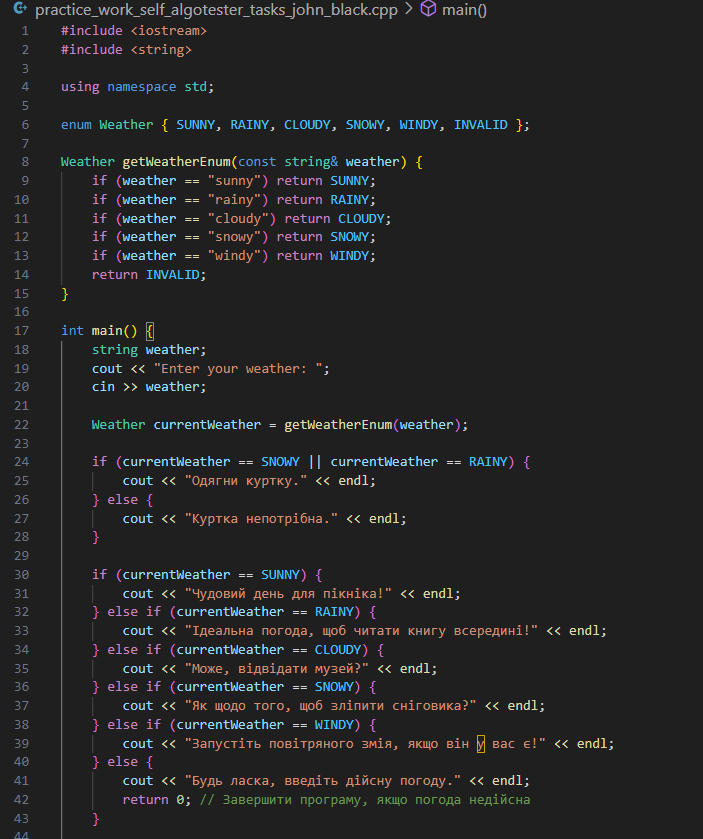 practice_work_self_algotester_tasks_john_black.cpp > main()
1 #include <iostream>
2 #include <string>
3
4 using namespace std;
5
6 enum Weather { SUNNY, RAINY, CLOUDY, SNOWY, WINDY, INVALID };
7
8 Weather getWeatherEnum(const string& weather) {
9     if (weather == "sunny") return SUNNY;
10     if (weather == "rainy") return RAINY;
11     if (weather == "cloudy") return CLOUDY;
12     if (weather == "snowy") return SNOWY;
13     if (weather == "windy") return WINDY;
14     return INVALID;
15 }
16
17 int main() {
18     string weather;
19     cout << "Enter your weather: ";
20     cin >> weather;
21
22     Weather currentWeather = getWeatherEnum(weather);
23
24     if (currentWeather == SNOWY || currentWeather == RAINY) {
25         cout << "Одягни куртку." << endl;
26     } else {
27         cout << "Куртка непотрібна." << endl;
28     }
29
30     if (currentWeather == SUNNY) {
31         cout << "Чудовий день для пікніка!" << endl;
32     } else if (currentWeather == RAINY) {
33         cout << "Ідеальна погода, щоб читати книгу всередині!" << endl;
34     } else if (currentWeather == CLOUDY) {
35         cout << "Може, відвідати музей?" << endl;
36     } else if (currentWeather == SNOWY) {
37         cout << "Як щодо того, щоб зліпити сніговика?" << endl;
38     } else if (currentWeather == WINDY) {
39         cout << "Запустіть повітряного змія, якщо він у вас є!" << endl;
40     } else {
41         cout << "Будь ласка, введіть дійсну погоду." << endl;
42         return 0; // Завершити програму, якщо погода недійсна
43     }
44